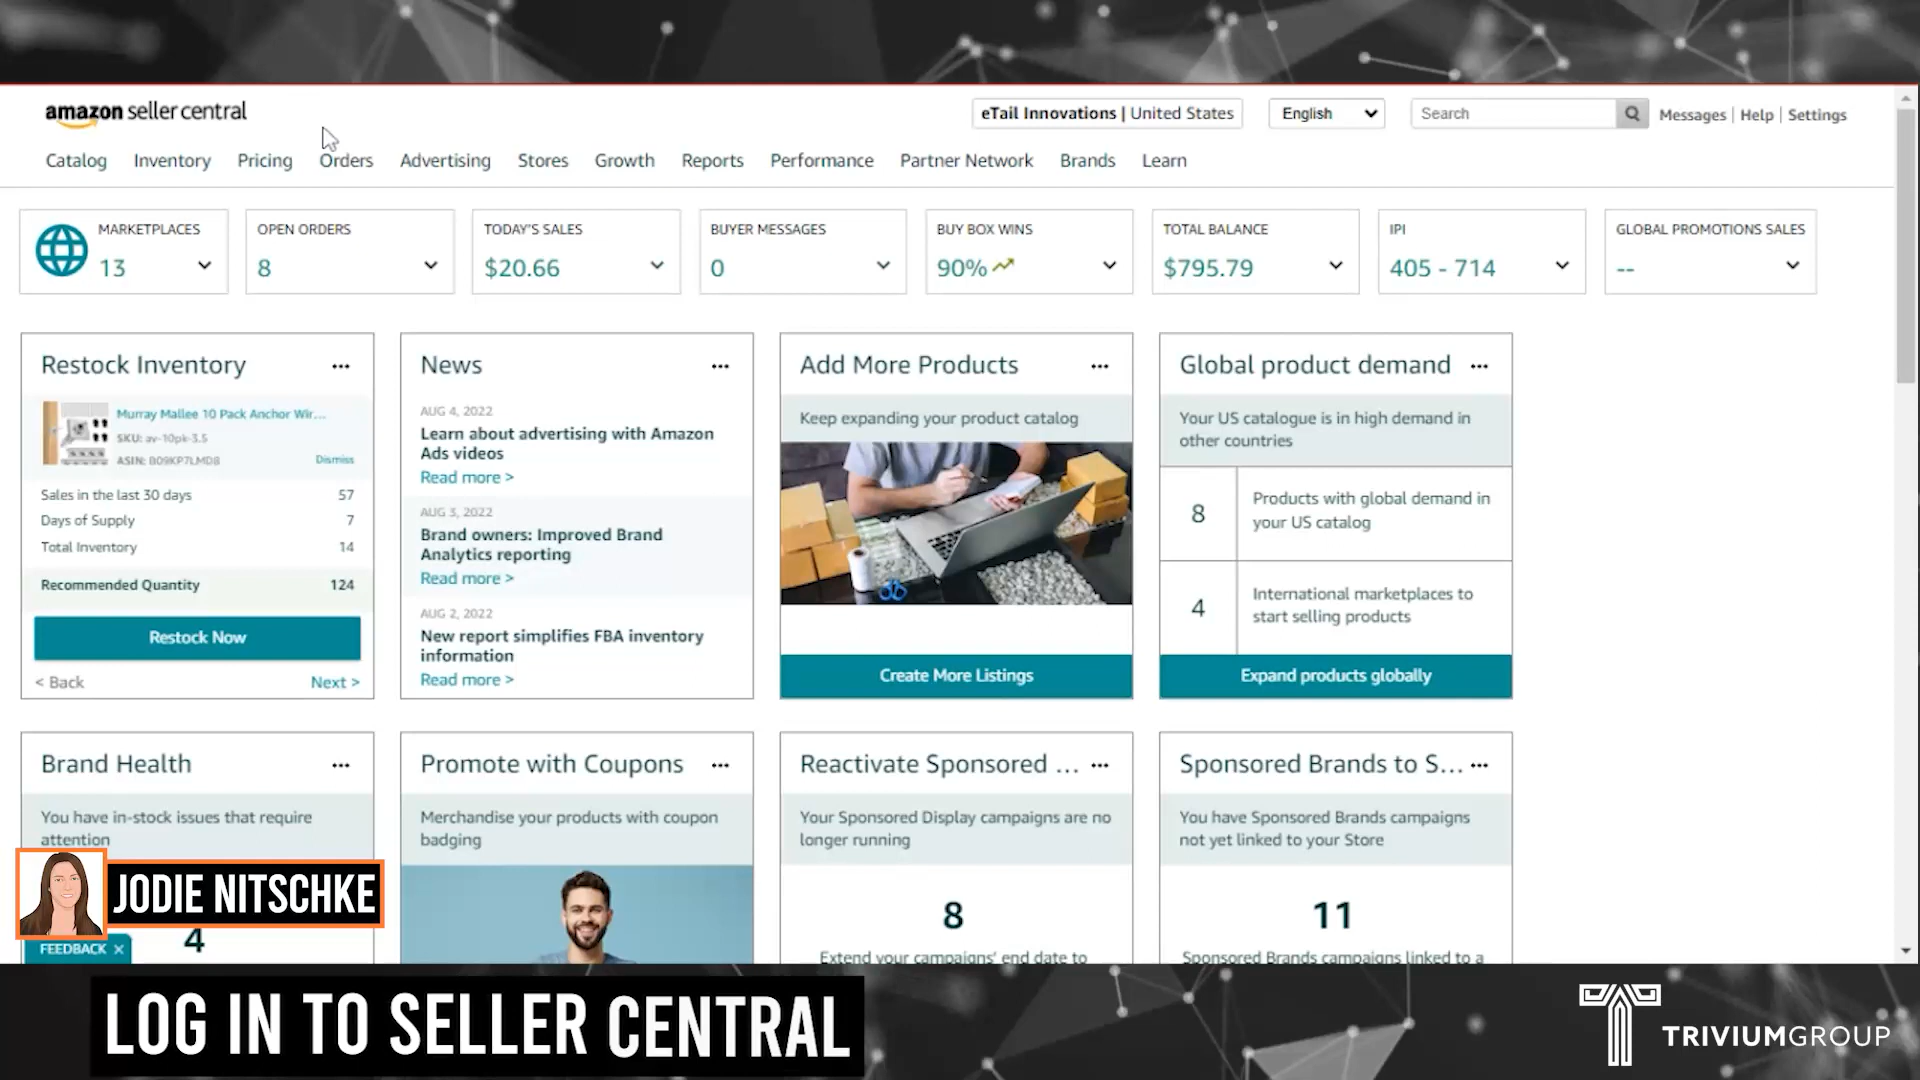 amazon seller central
eTail Innovations | United States
English
Search
Messages | Help | Settings
Catalog Inventory Pricing Orders Advertising Stores Growth Reports Performance Partner Network Brands Learn
MARKETPLACES
13
OPEN ORDERS
8
TODAY'S SALES
$20.66
BUYER MESSAGES
0
BUY BOX WINS
90%
TOTAL BALANCE
$795.79
IPI
405 - 714
GLOBAL PROMOTIONS SALES
--
Restock Inventory
Murray Mallee 10 Pack Anchor Wir...
SKU: av-10pk-3.5
ASIN: B09KP7LMD8
Dismiss
Sales in the last 30 days 57
Days of Supply 7
Total Inventory 14
Recommended Quantity 124
Restock Now
< Back Next >
News
AUG 4, 2022
Learn about advertising with Amazon
Ads videos
Read more >
AUG 3, 2022
Brand owners: Improved Brand
Analytics reporting
Read more >
AUG 2, 2022
New report simplifies FBA inventory
information
Read more >
Add More Products
Keep expanding your product catalog
Create More Listings
Global product demand
Your US catalogue is in high demand in
other countries
8
Products with global demand in
your US catalog
4
International marketplaces to
start selling products
Expand products globally
Brand Health
You have in-stock issues that require
attention
4
Promote with Coupons
Merchandise your products with coupon
badging
Reactivate Sponsored ...
Your Sponsored Display campaigns are no
longer running
8
Extend your campaigns' end date to
Sponsored Brands to S...
You have Sponsored Brands campaigns
not yet linked to your Store
11
Sponsored Brands campaigns linked to a
JODIE NITSCHKE
FEEDBACK ×
LOG IN TO SELLER CENTRAL
TRIVIUMGROUP